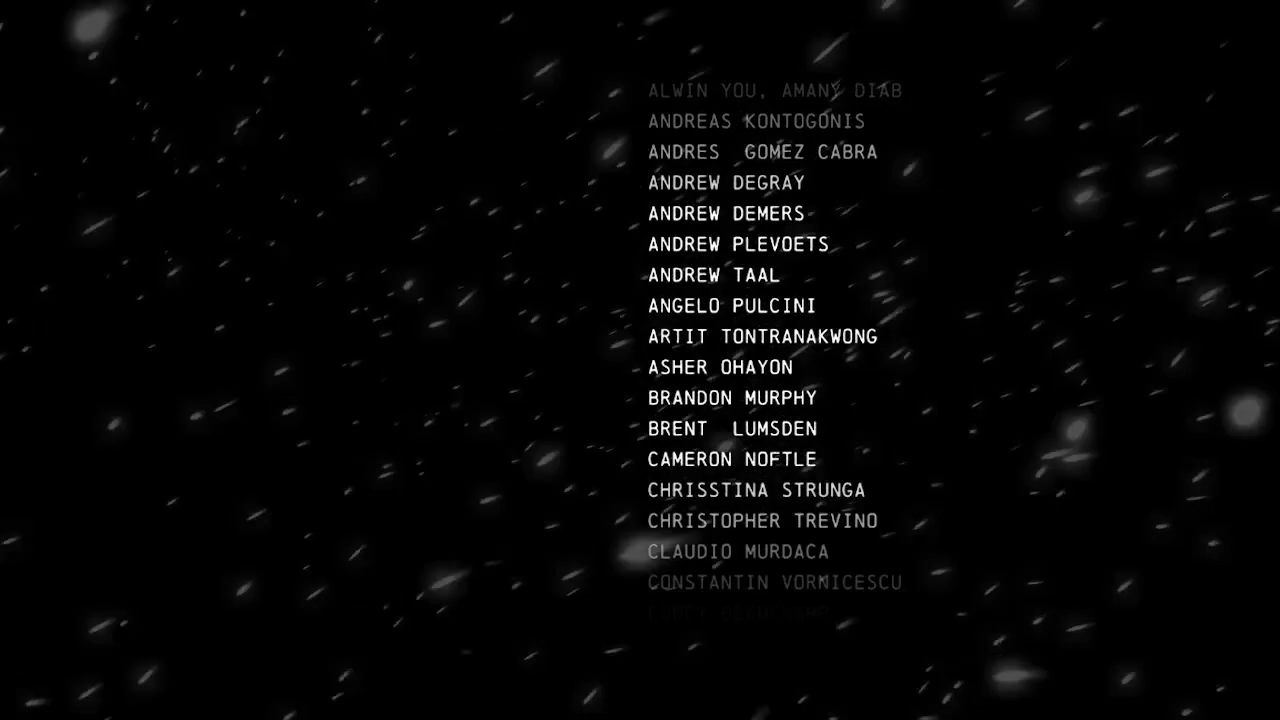 ALWIN YOU, AMANY DIAB
ANDREAS KONTOGONIS
ANDRES  GOMEZ CABRA
ANDREW DEGRAY
ANDREW DEMERS
ANDREW PLEVOETS
ANDREW TAAL
ANGELO PULCINI
ARTIT TONTRANAKWONG
ASHER OHAYON
BRANDON MURPHY
BRENT  LUMSDEN
CAMERON NOFTLE
CHRISSTINA STRUNGA
CHRISTOPHER TREVINO
CLAUDIO MURDACA
CONSTANTIN VORNICESCU